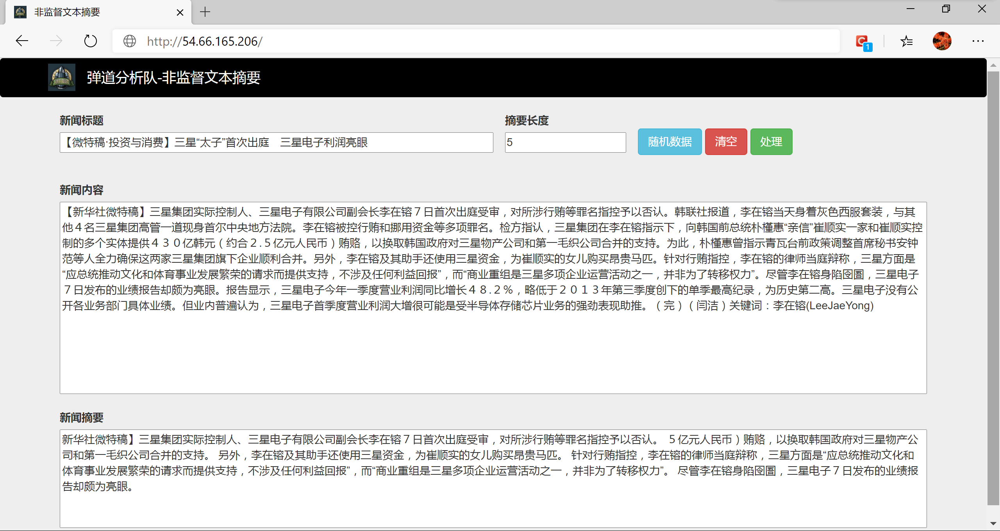 非监督文本摘要
http://54.66.165.206/
1
SILVER BULLETS
弹道分析队-非监督文本摘要
新闻标题
摘要长度
【微特稿·投资与消费】三星“太子”首次出庭　三星电子利润亮眼
5
随机数据
清空
处理
新闻内容
【新华社微特稿】三星集团实际控制人、三星电子有限公司副会长李在镕７日首次出庭受审，对所涉行贿等罪名指控予以否认。韩联社报道，李在镕当天身着灰色西服套装，与其
他４名三星集团高管一道现身首尔中央地方法院。李在镕被控行贿和挪用资金等多项罪名。检方指认，三星集团在李在镕指示下，向韩国前总统朴槿惠“亲信”崔顺实一家和崔顺实控
制的多个实体提供４３０亿韩元（约合２.５亿元人民币）贿赂，以换取韩国政府对三星物产公司和第一毛织公司合并的支持。为此，朴槿惠曾指示青瓦台前政策调整首席秘书安钟
范等人全力确保这两家三星集团旗下企业顺利合并。另外，李在镕及其助手还使用三星资金，为崔顺实的女儿购买昂贵马匹。针对行贿指控，李在镕的律师当庭辩称，三星方面是
“应总统推动文化和体育事业发展繁荣的请求而提供支持，不涉及任何利益回报”，而“商业重组是三星多项企业运营活动之一，并非为了转移权力”。尽管李在镕身陷囹圄，三星电子
７日发布的业绩报告却颇为亮眼。报告显示，三星电子今年一季度营业利润同比增长４８.２％，略低于２０１３年第三季度创下的单季最高纪录，为历史第二高。三星电子没有公
开各业务部门具体业绩。但业内普遍认为，三星电子首季度营业利润大增很可能是受半导体存储芯片业务的强劲表现助推。（完）（闫洁）关键词：李在镕(LeeJaeYong)
新闻摘要
新华社微特稿】三星集团实际控制人、三星电子有限公司副会长李在镕７日首次出庭受审，对所涉行贿等罪名指控予以否认。 ５亿元人民币）贿赂，以换取韩国政府对三星物产公
司和第一毛织公司合并的支持。 另外，李在镕及其助手还使用三星资金，为崔顺实的女儿购买昂贵马匹。 针对行贿指控，李在镕的律师当庭辩称，三星方面是“应总统推动文化和
体育事业发展繁荣的请求而提供支持，不涉及任何利益回报”，而“商业重组是三星多项企业运营活动之一，并非为了转移权力”。 尽管李在镕身陷囹圄，三星电子７日发布的业绩报
告却颇为亮眼。